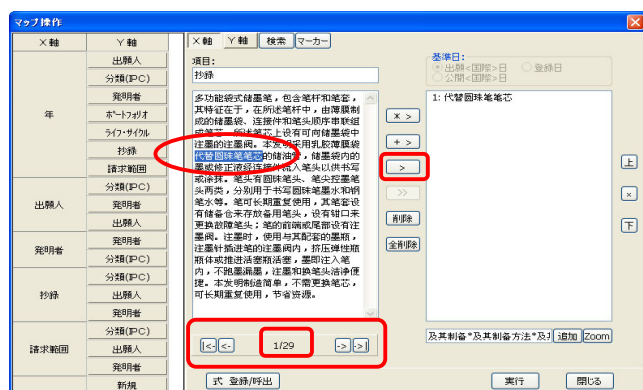 マップ操作
X軸 Y軸
年
出願人
分類(IPC)
発明者
ポートフォリオ
ライフ・サイクル
抄録
請求範囲
出願人
分類(IPC)
発明者
出願人
発明者
発明者
分類(IPC)
抄録
分類(IPC)
出願人
発明者
請求範囲
分類(IPC)
出願人
発明者
新規
X軸 Y軸 検索 マーカー
項目:
抄録
多功能袋式储墨笔，包含笔杆和笔套，
其特征在于，在所述笔杆中，由薄膜制
成的储墨袋、连接件和笔头顺序串联组
成笔芯，所述笔芯上设有可向储墨袋中
注墨的注墨阀。本发明采用乳胶薄膜袋
代替圆珠笔笔芯的储油管，储墨袋内的
墨或修正液经连接件流入笔头以供书写
或涂抹。笔头有圆珠笔头、笔尖控墨笔
头两类，分别用于书写圆珠笔墨水和钢
笔水等。笔可长期重复使用，其笔套设
有储备仓来存放备用笔头，设有钳口来
更换故障笔头；笔的前端或尾部设有注
墨阀。注墨时，使用与其配套的墨瓶，
注墨针插进笔的注墨阀内，挤压弹性瓶
瓶体或推进活塞瓶活塞，墨即注入笔
内，不跑墨漏墨，注墨和换笔头洁净便
捷。本发明制造简单，不需更换笔芯，
可长期重复使用，节省资源。
|<- <- 1/29 -> ->|
式 登録/呼出
* >
+ >
>
>>
削除
全削除
基準日:
出願<国際>日 登録日
公開<国際>日
1: 代替圆珠笔笔芯
上
×
下
及其制备*及其制备方法*及 追加 Zoom
実行 閉じる